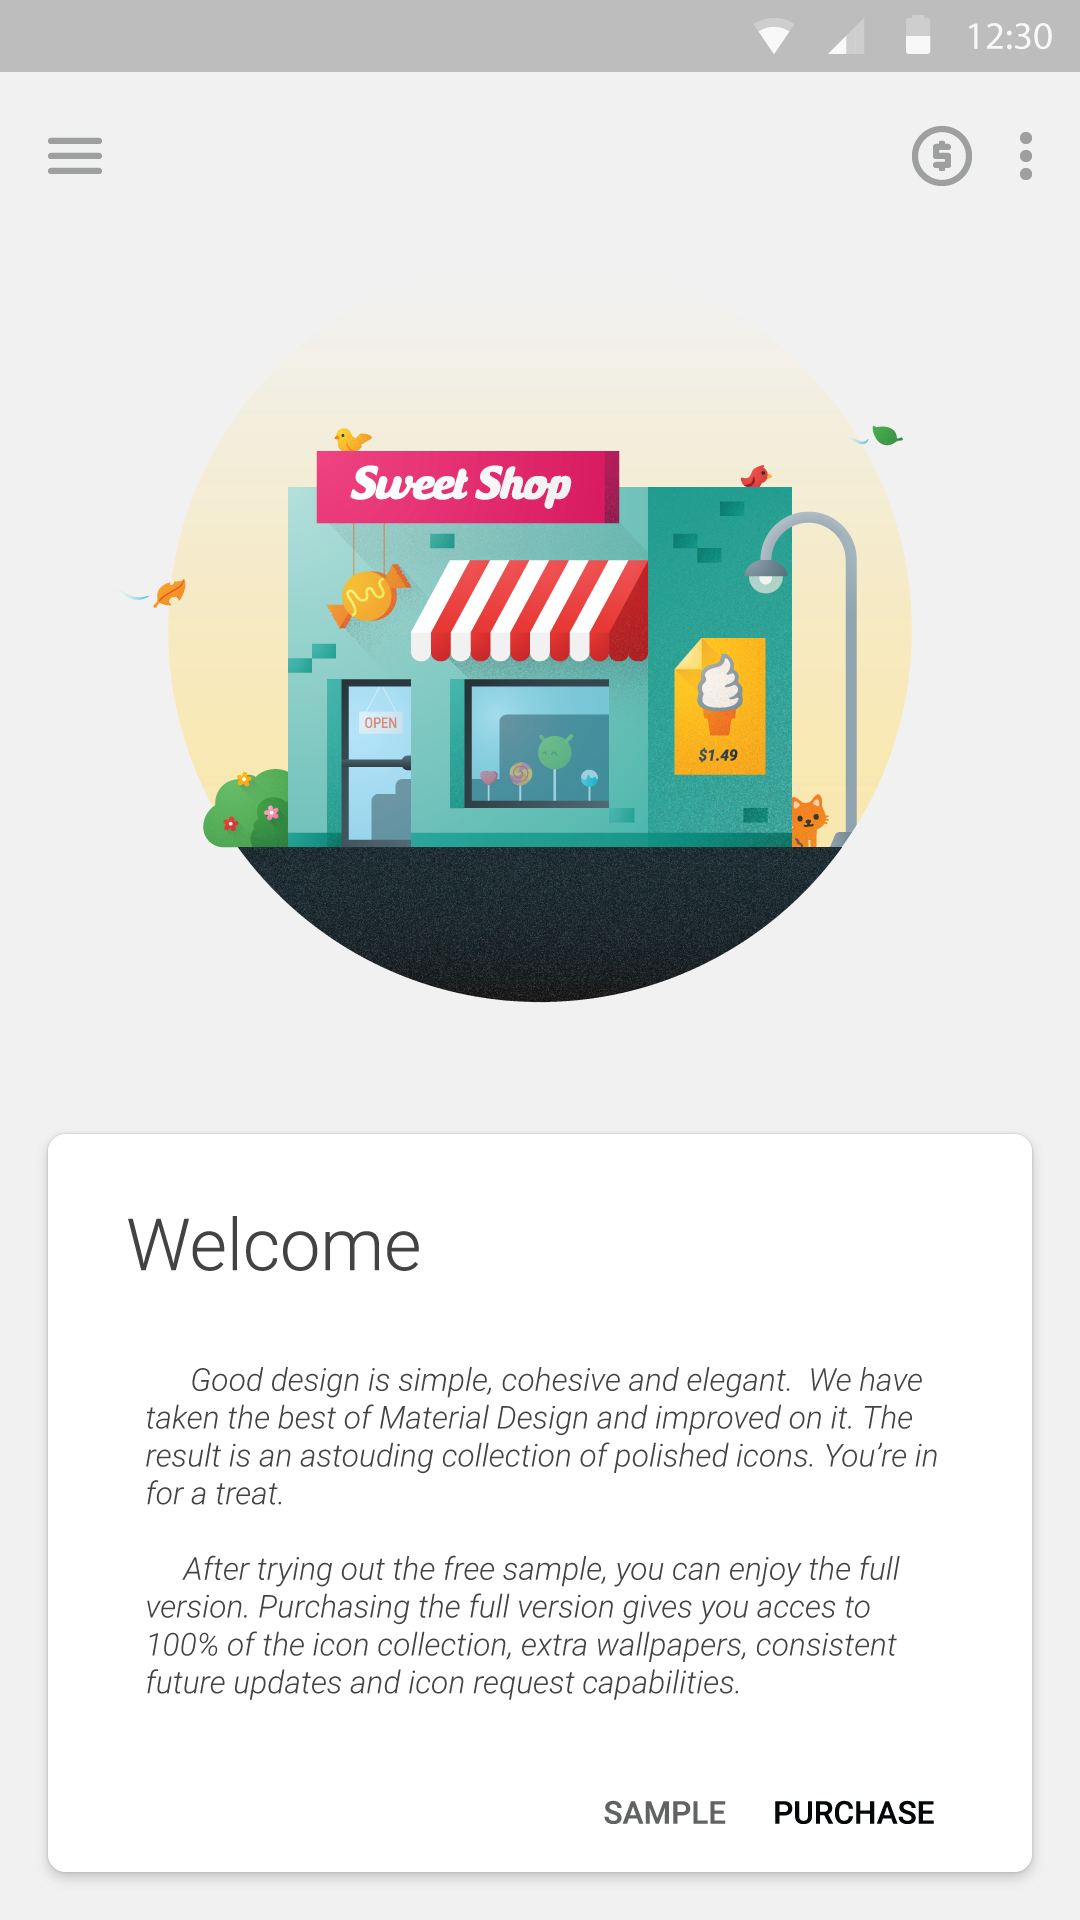 12:30
Sweet Shop
OPEN
$1.49
Welcome
Good design is simple, cohesive and elegant.  We have
taken the best of Material Design and improved on it. The
result is an astouding collection of polished icons. You’re in
for a treat.
After trying out the free sample, you can enjoy the full
version. Purchasing the full version gives you acces to
100% of the icon collection, extra wallpapers, consistent
future updates and icon request capabilities.
SAMPLE PURCHASE